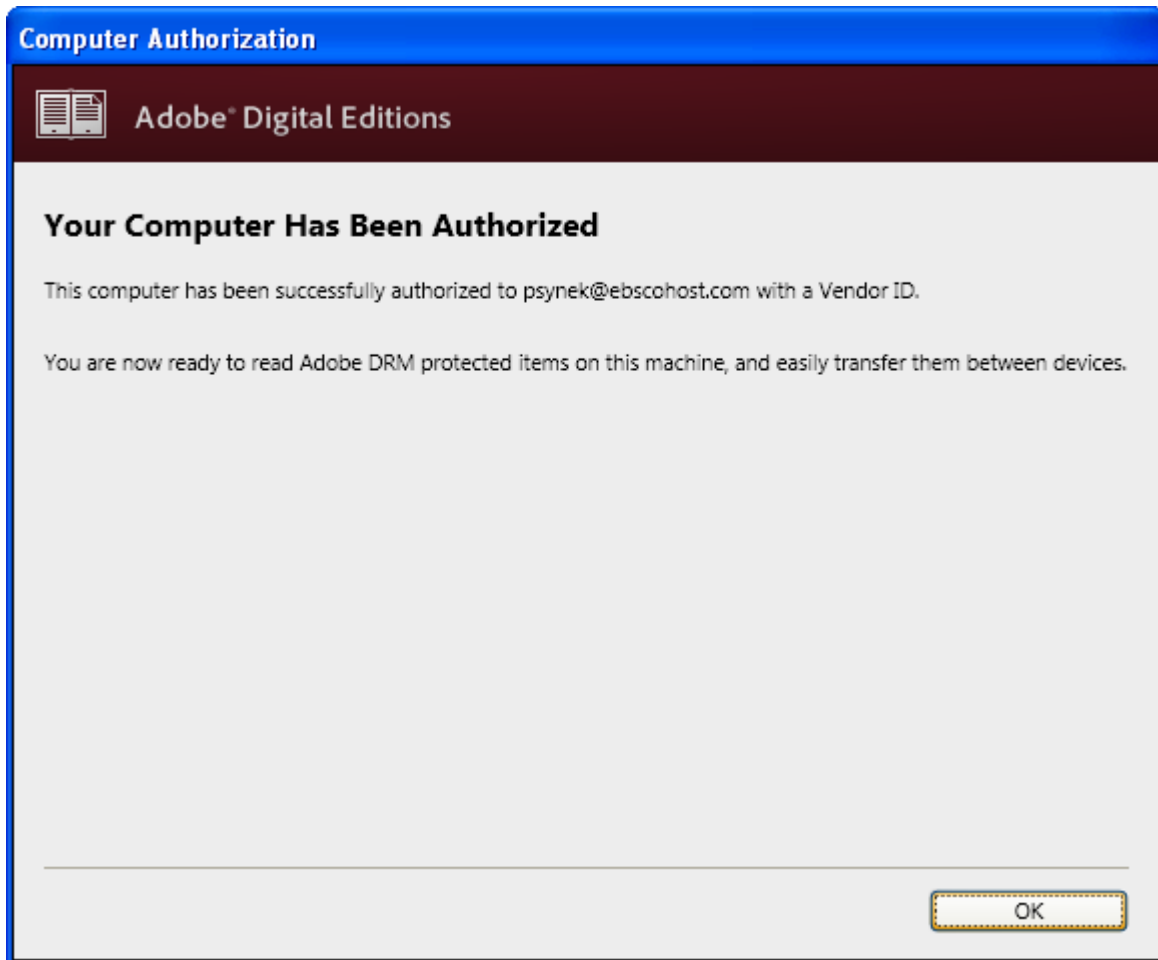 Computer Authorization
Adobe® Digital Editions
Your Computer Has Been Authorized
This computer has been successfully authorized to psynek@ebscohost.com with a Vendor ID.
You are now ready to read Adobe DRM protected items on this machine, and easily transfer them between devices.
OK